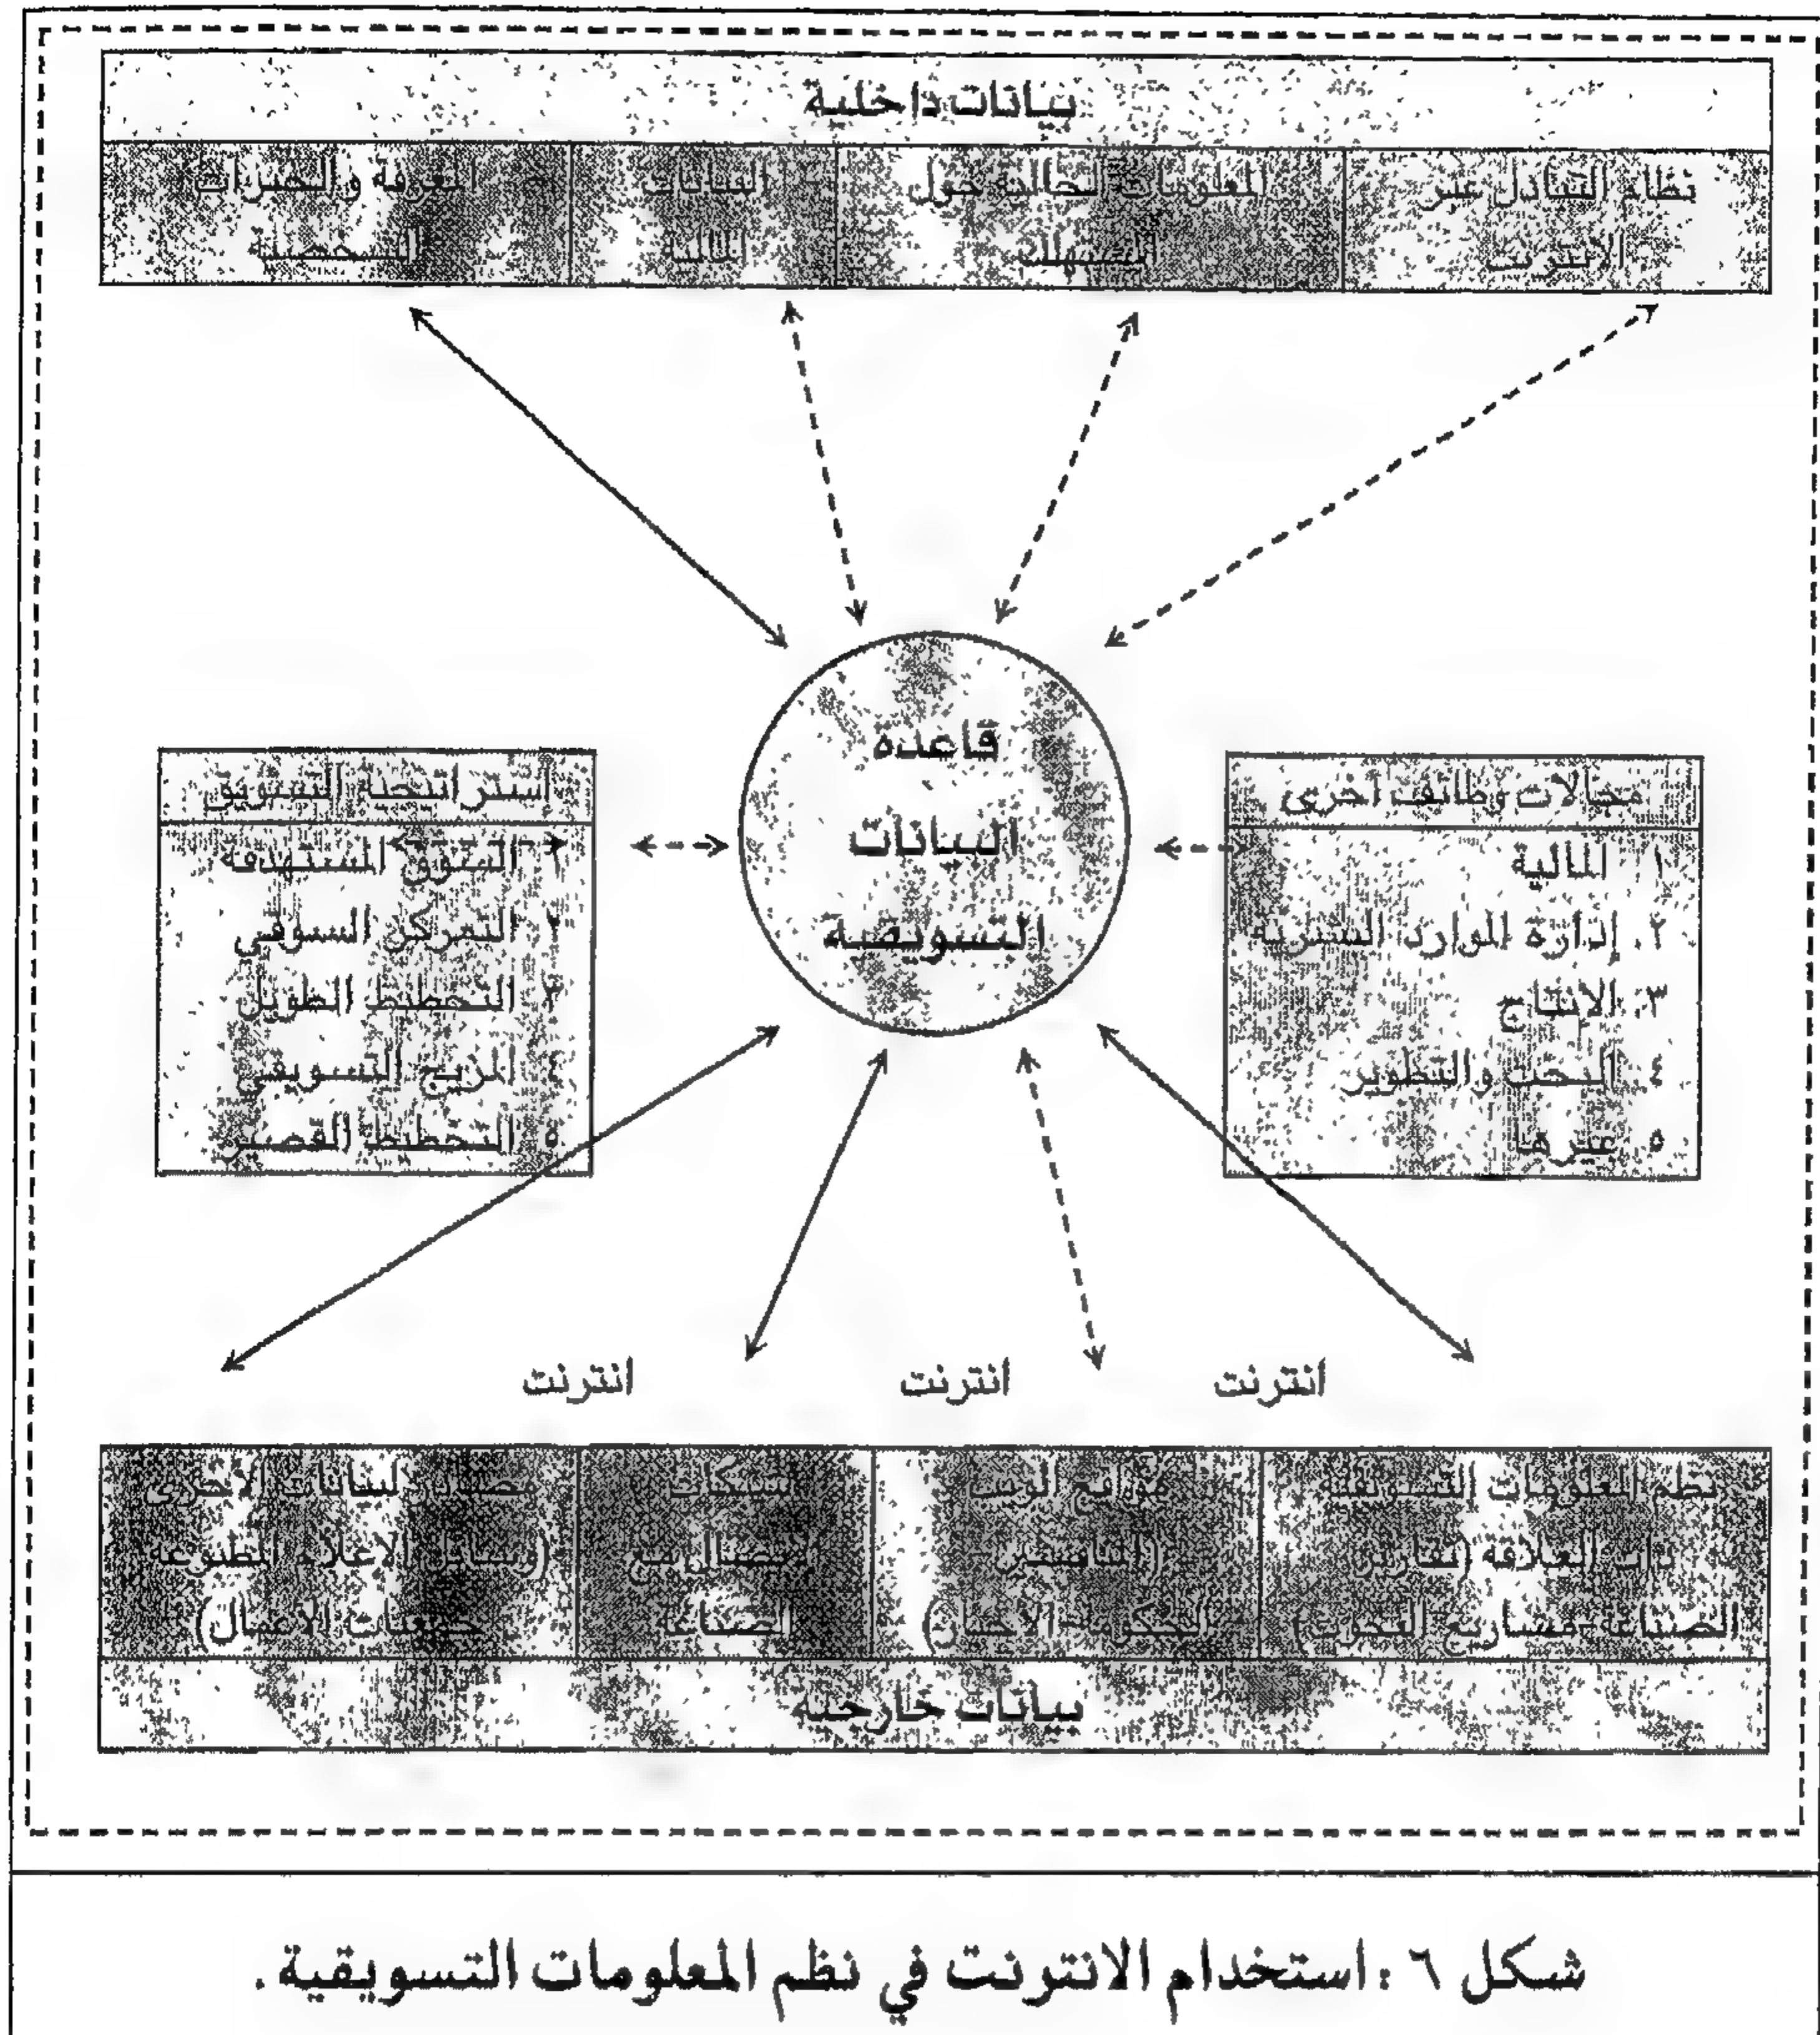 بيانات داخلية
نظام التبادل عبر
الانترنت
المعلومات الحالية حول
المستهلك
البيانات
المالية
المعرفة والخبرات
الشخصية
قاعدة
البيانات
التسويقية
مجالات وظائف أخرى
١. المالية
٢. إدارة الموارد البشرية
٣. الإنتاج
٤. البحث والتطوير
٥. غيرها
استراتيجية التسويق
١. السوق المستهدفة
٢. التمركز السوقي
٣. التخطيط الطويل
٤. المزيج التسويقي
٥. التخطيط القصير
انترنت
انترنت
انترنت
نظم المعلومات التسويقية
ذات العلاقة (تقارير
الصناعة-مشاريع البحوث)
مواقع الويب
(المنافسين
الحكومة-الأخبار)
شبكات
اتصال مع
الصناعة
مصادر البيانات الأخرى
(وسائل الإعلام المطبوعة
جمعيات الأعمال)
بيانات خارجية
شكل ٦ : استخدام الانترنت في نظم المعلومات التسويقية.